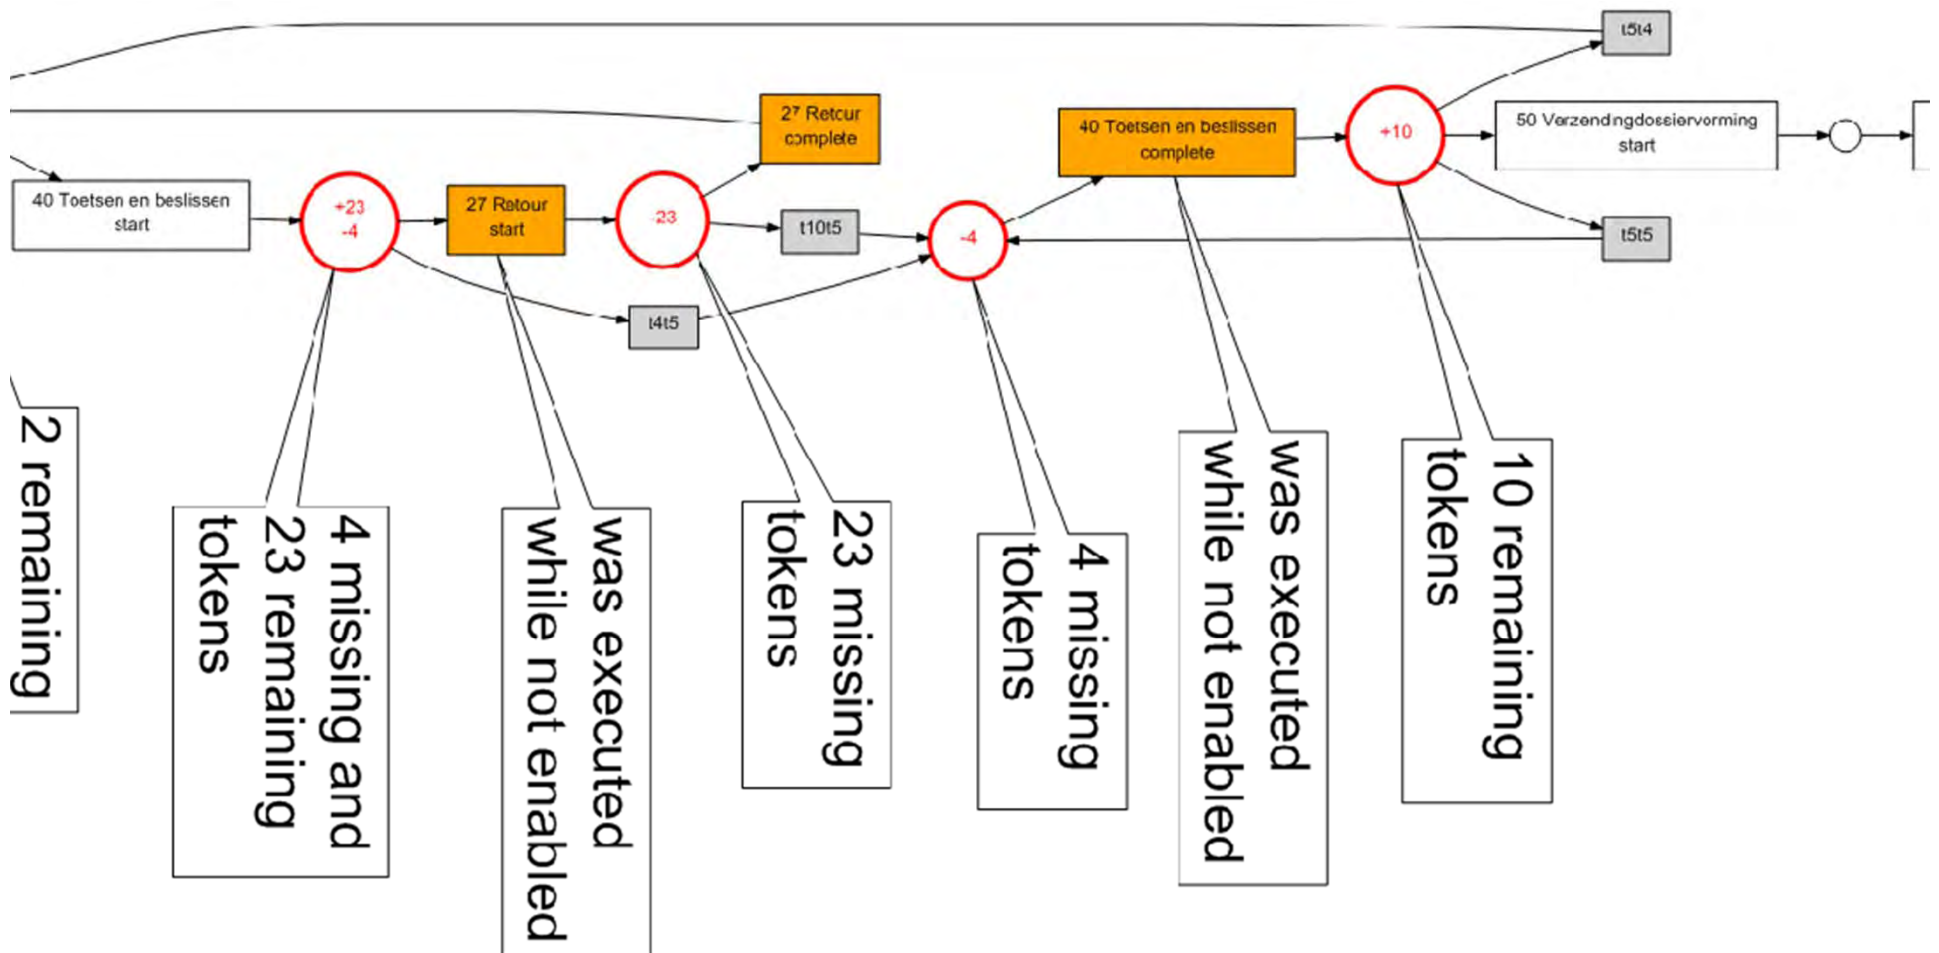 t5t4
27 Retour
complete
40 Toetsen en beslissen
complete
+10
50 Verzendingdossiervorming
start
40 Toetsen en beslissen
start
+23
-4
27 Retour
start
-23
t10t5
-4
t5t5
t4t5
2 remaining
4 missing and
23 remaining
tokens
was executed
while not enabled
23 missing
tokens
4 missing
tokens
was executed
while not enabled
10 remaining
tokens